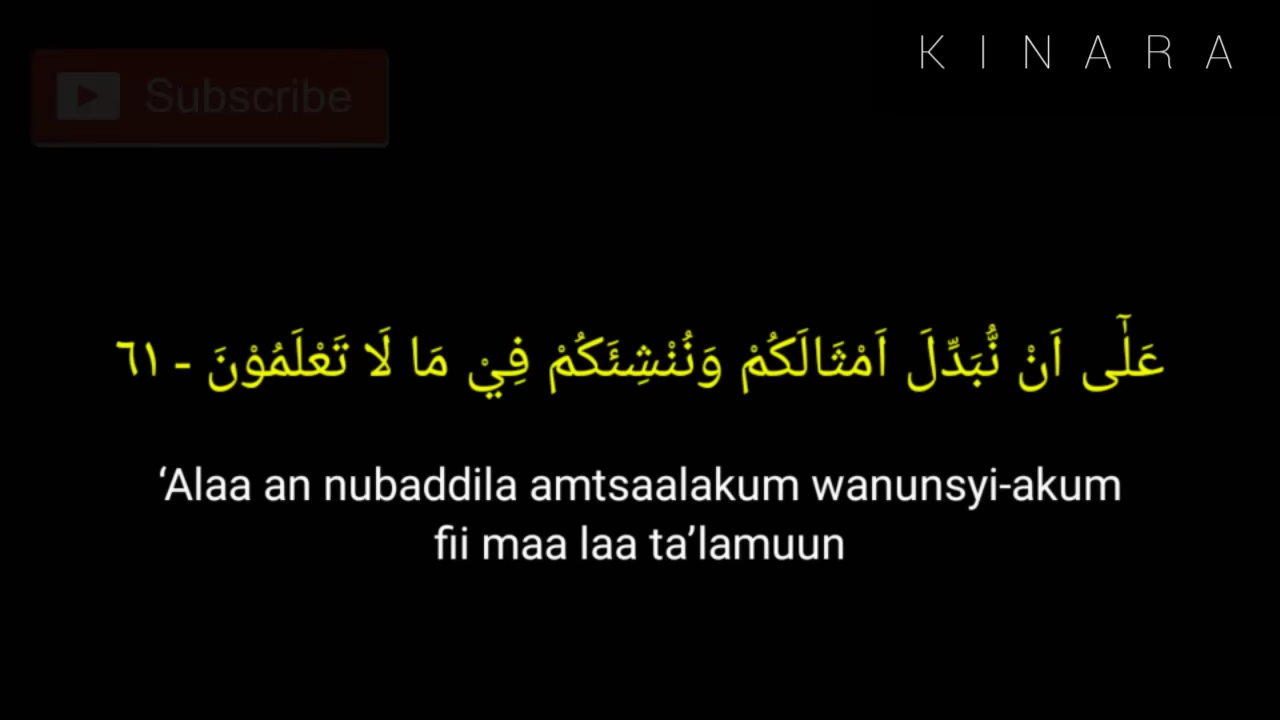 K I N A R A
Subscribe
عَلٰٓى اَنْ نُّبَدِّلَ اَمْثَالَكُمْ وَنُنْشِئَكُمْ فِيْ مَا لَا تَعْلَمُوْنَ - ٦١
‘Alaa an nubaddila amtsaalakum wanunsyi-akum
fii maa laa ta’lamuun